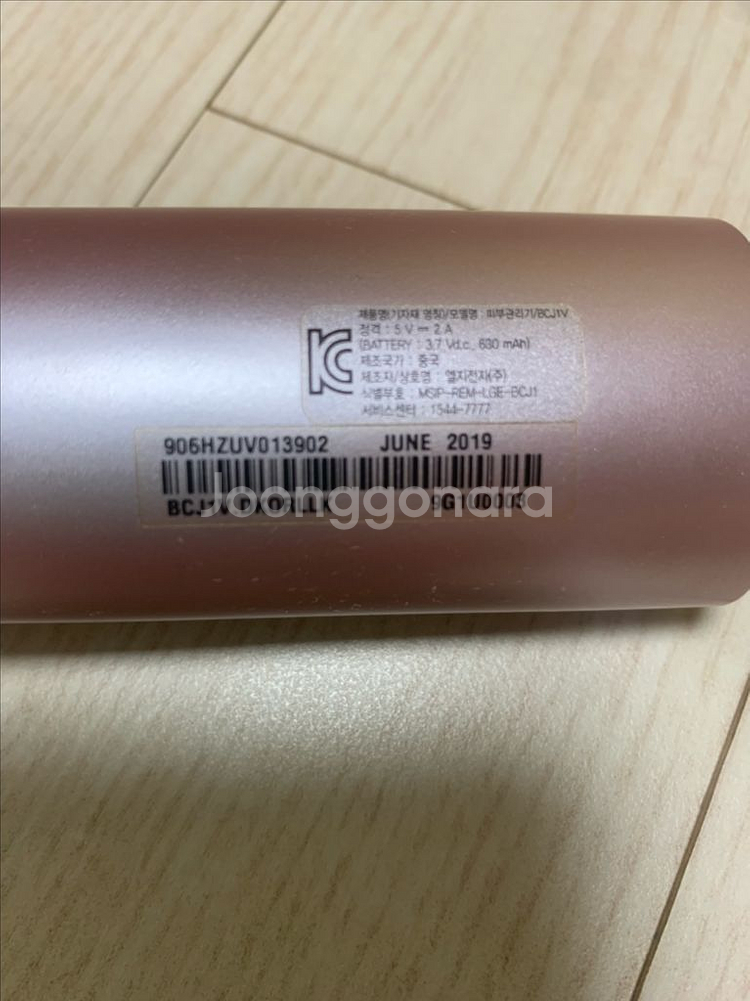 제품명(기자재 명칭)/모델명 : 피부관리기/BCJ1V
정격 : 5 V ⎓ 2 A
(BATTERY : 3.7 Vd.c., 680 mAh)
제조국가 : 중국
제조자/상호명 : 엘지전자(주)
식별부호 : MSIP-REM-LGE-BCJ1
서비스센터 : 1544-7777
906HZUV013902 JUNE 2019
Joonggonara